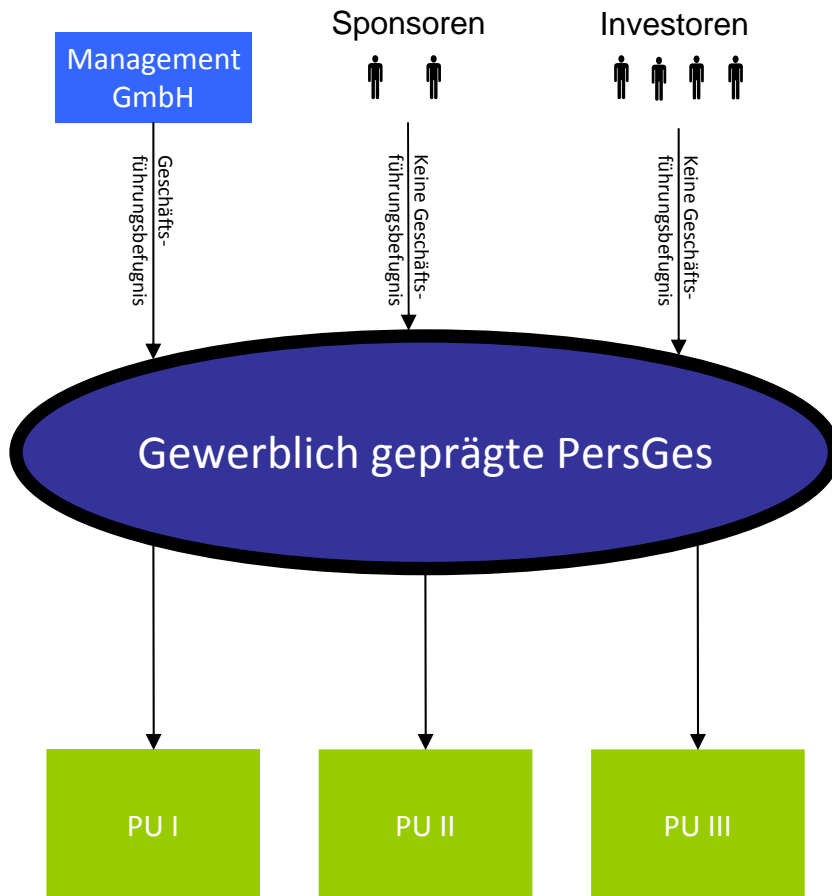 Sponsoren
Investoren
Management
GmbH
Geschäfts-
führungsbefugnis
Keine Geschäfts-
führungsbefugnis
Keine Geschäfts-
führungsbefugnis
Gewerblich geprägte PersGes
PU I
PU II
PU III